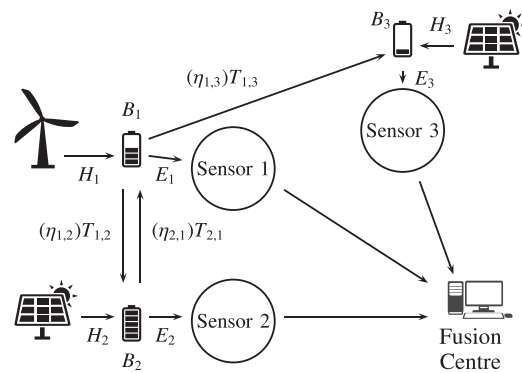 B₃
H₃
(η₁,₃)T₁,₃
E₃
B₁
Sensor 3
Sensor 1
H₁
E₁
(η₁,₂)T₁,₂
(η₂,₁)T₂,₁
Sensor 2
H₂
E₂
B₂
Fusion
Centre